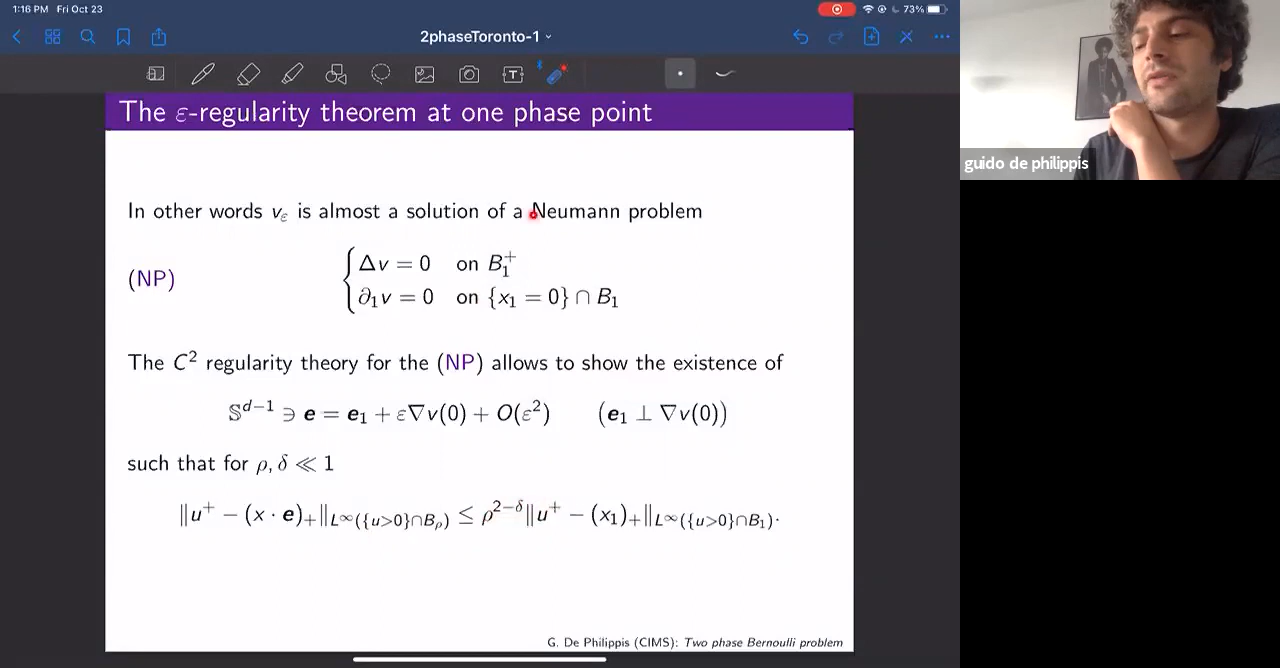 1:16 PM Fri Oct 23
73%
2phaseToronto-1
The ε-regularity theorem at one phase point
guido de philippis
In other words vε is almost a solution of a Neumann problem
(NP) { Δv = 0 on B₁⁺
∂₁v = 0 on {x₁ = 0} ∩ B₁
The C² regularity theory for the (NP) allows to show the existence of
𝕊ᵈ⁻¹ ∋ e = e₁ + ε∇v(0) + O(ε²) (e₁ ⊥ ∇v(0))
such that for ρ, δ ≪ 1
‖u⁺ − (x · e)₊‖_{L^∞({u>0}∩B_ρ)} ≤ ρ^{2−δ}‖u⁺ − (x₁)₊‖_{L^∞({u>0}∩B₁)}.
G. De Philippis (CIMS): Two phase Bernoulli problem